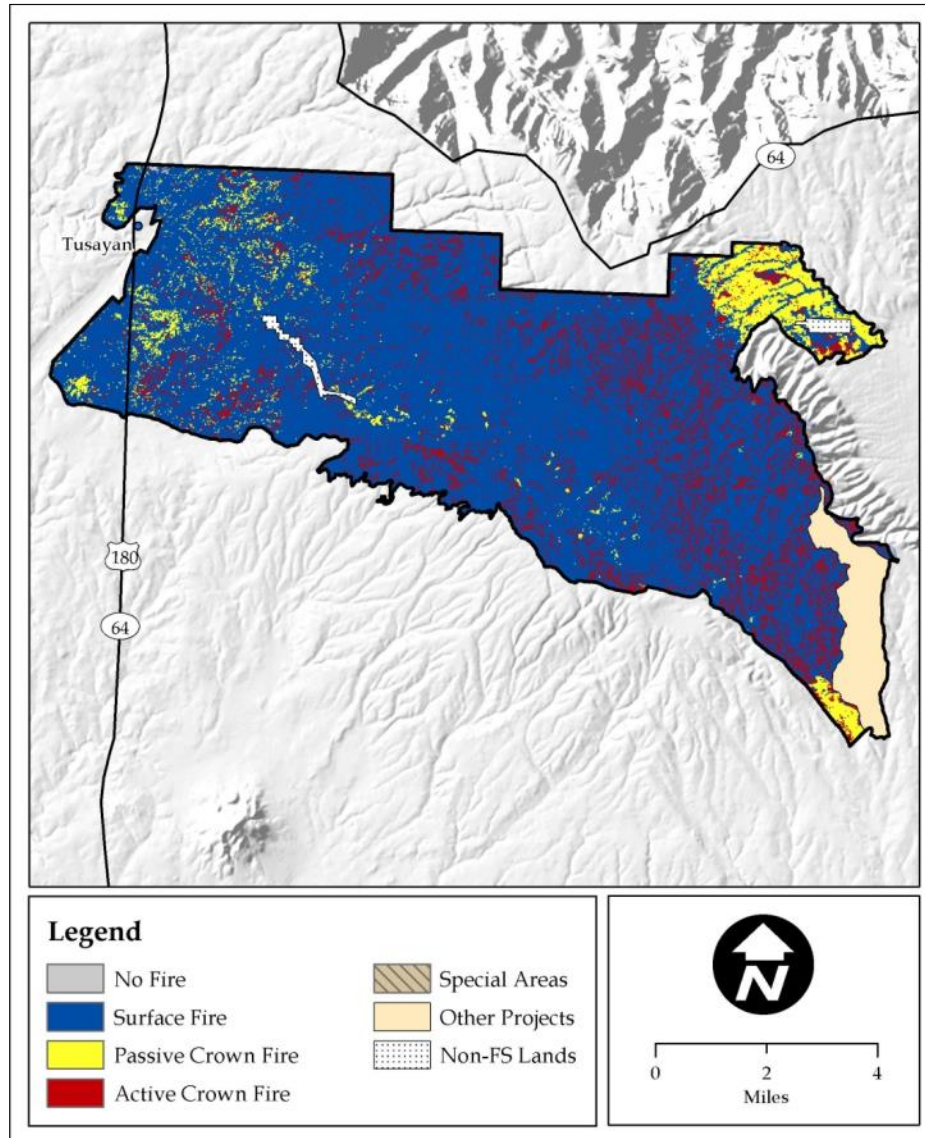 64
Tusayan
180
64
Legend
No Fire
Surface Fire
Passive Crown Fire
Active Crown Fire
Special Areas
Other Projects
Non-FS Lands
N
0 2 4
Miles